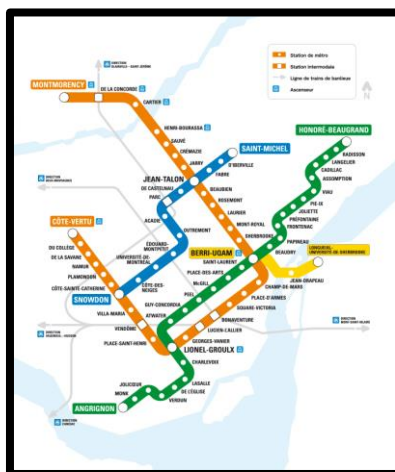 Station de métro
Station intermodale
Ligne de trains de banlieue
Ascenseur
N
MONTMORENCY
DE LA CONCORDE
CARTIER
HENRI-BOURASSA
SAUVÉ
CRÉMAZIE
JARRY
JEAN-TALON
SAINT-MICHEL
D'IBERVILLE
FABRE
HONORÉ-BEAUGRAND
RADISSON
LANGELIER
CADILLAC
ASSOMPTION
VIAU
PIE-IX
JOLIETTE
PRÉFONTAINE
FRONTENAC
PAPINEAU
BEAUDRY
DE CASTELNAU
PARC
ACADIE
OUTREMONT
ÉDOUARD-
MONTPETIT
UNIVERSITÉ-
DE-MONTRÉAL
CÔTE-DES-
NEIGES
SNOWDON
BEAUBIEN
ROSEMONT
LAURIER
MONT-ROYAL
SHERBROOKE
BERRI-UQAM
SAINT-LAURENT
PLACE-DES-ARTS
McGILL
PEEL
GUY-CONCORDIA
ATWATER
LONGUEUIL–
UNIVERSITÉ-DE-SHERBROOKE
JEAN-DRAPEAU
CHAMP-DE-MARS
PLACE-D'ARMES
SQUARE-VICTORIA
BONAVENTURE
LUCIEN-L'ALLIER
GEORGES-VANIER
LIONEL-GROULX
CÔTE-VERTU
DU COLLÈGE
DE LA SAVANE
NAMUR
PLAMONDON
CÔTE-SAINTE-CATHERINE
VILLA-MARIA
VENDÔME
PLACE-SAINT-HENRI
CHARLEVOIX
LASALLE
DE L'ÉGLISE
VERDUN
JOLICOEUR
MONK
ANGRIGNON